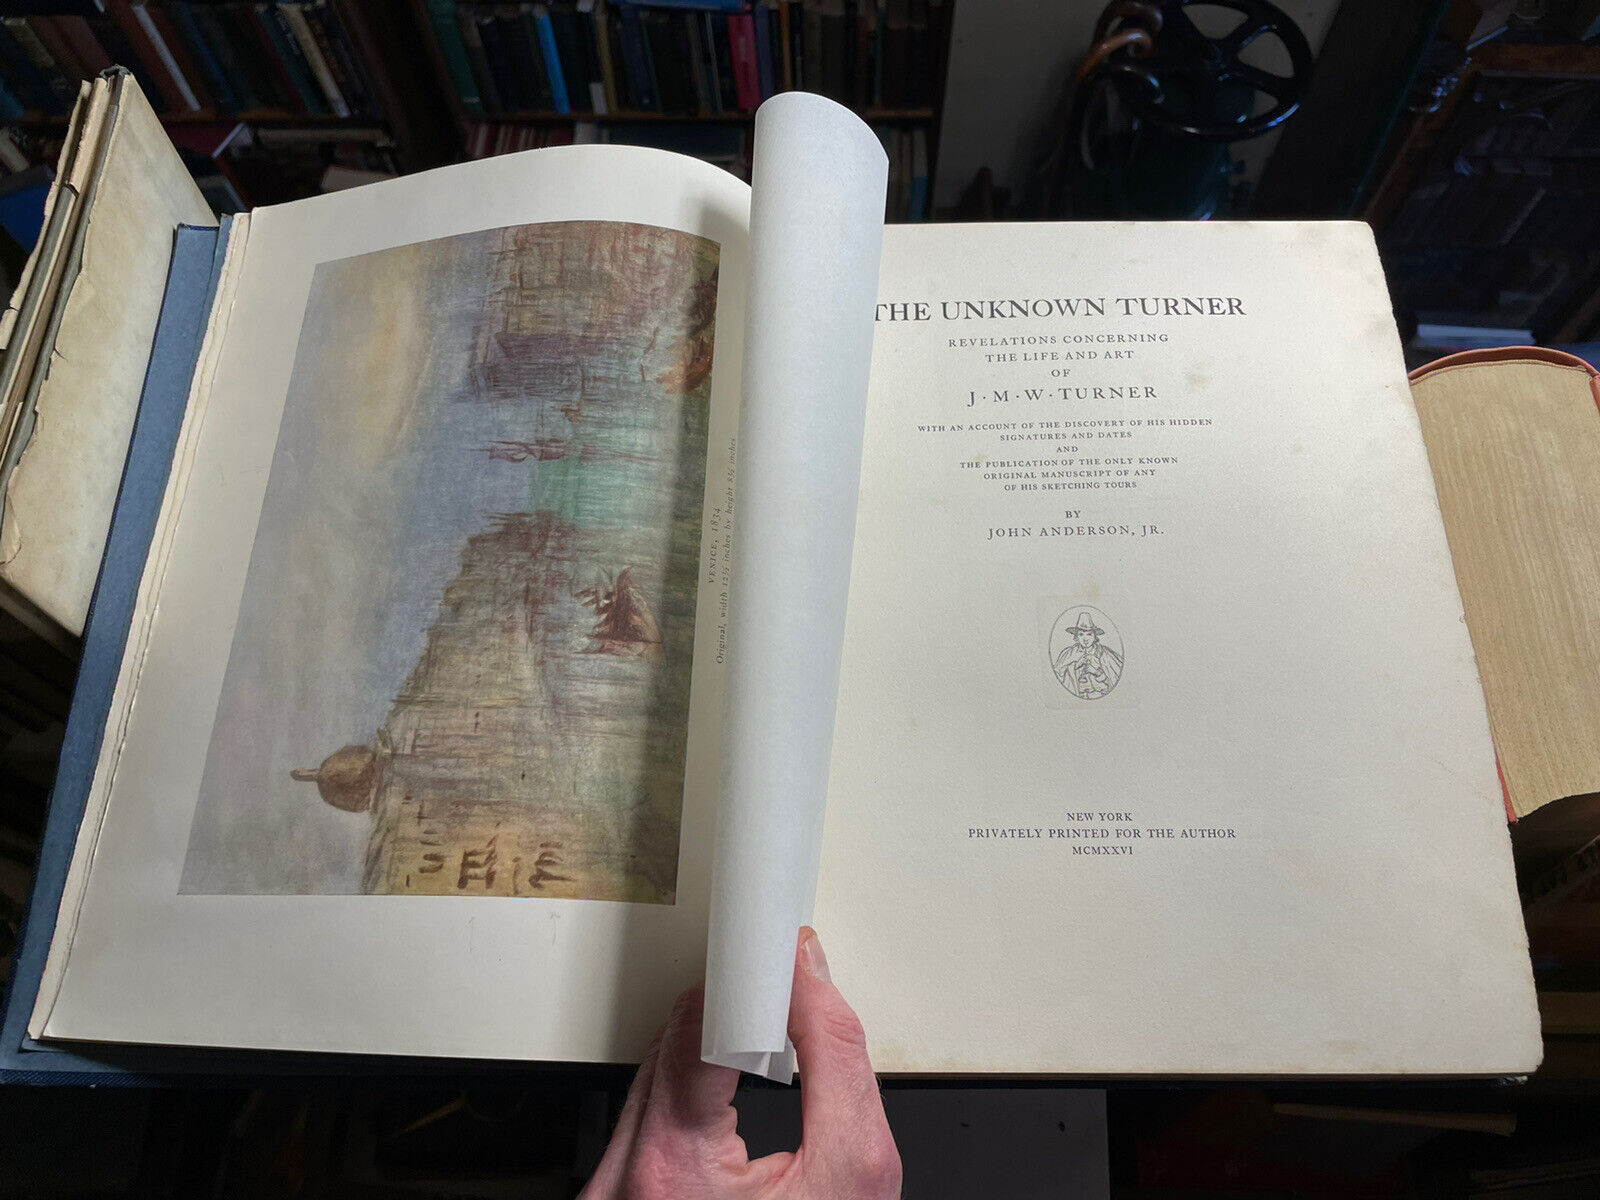 VENICE, 1834
Original, width 12½ inches by height 8½ inches
THE UNKNOWN TURNER
REVELATIONS CONCERNING
THE LIFE AND ART
OF
J · M · W · TURNER
WITH AN ACCOUNT OF THE DISCOVERY OF HIS HIDDEN
SIGNATURES AND DATES
AND
THE PUBLICATION OF THE ONLY KNOWN
ORIGINAL MANUSCRIPT OF ANY
OF HIS SKETCHING TOURS
BY
JOHN ANDERSON, JR.
NEW YORK
PRIVATELY PRINTED FOR THE AUTHOR
MCMXXVI